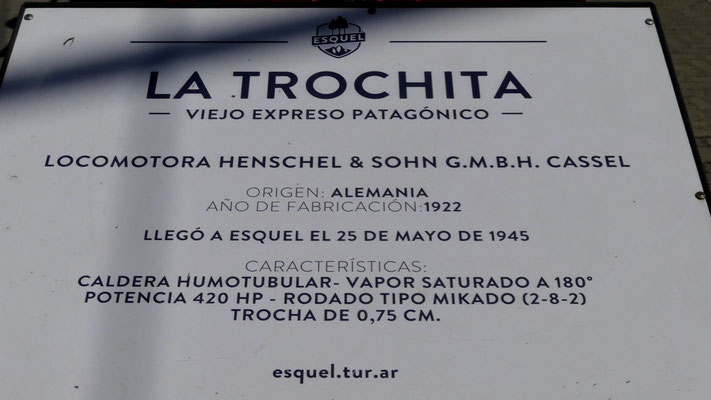 ESQUEL
LA TROCHITA
— VIEJO EXPRESO PATAGÓNICO —
LOCOMOTORA HENSCHEL & SOHN G.M.B.H. CASSEL
ORIGEN: ALEMANIA
AÑO DE FABRICACIÓN:1922
LLEGÓ A ESQUEL EL 25 DE MAYO DE 1945
CARACTERÍSTICAS:
CALDERA HUMOTUBULAR- VAPOR SATURADO A 180°
POTENCIA 420 HP - RODADO TIPO MIKADO (2-8-2)
TROCHA DE 0,75 CM.
esquel.tur.ar